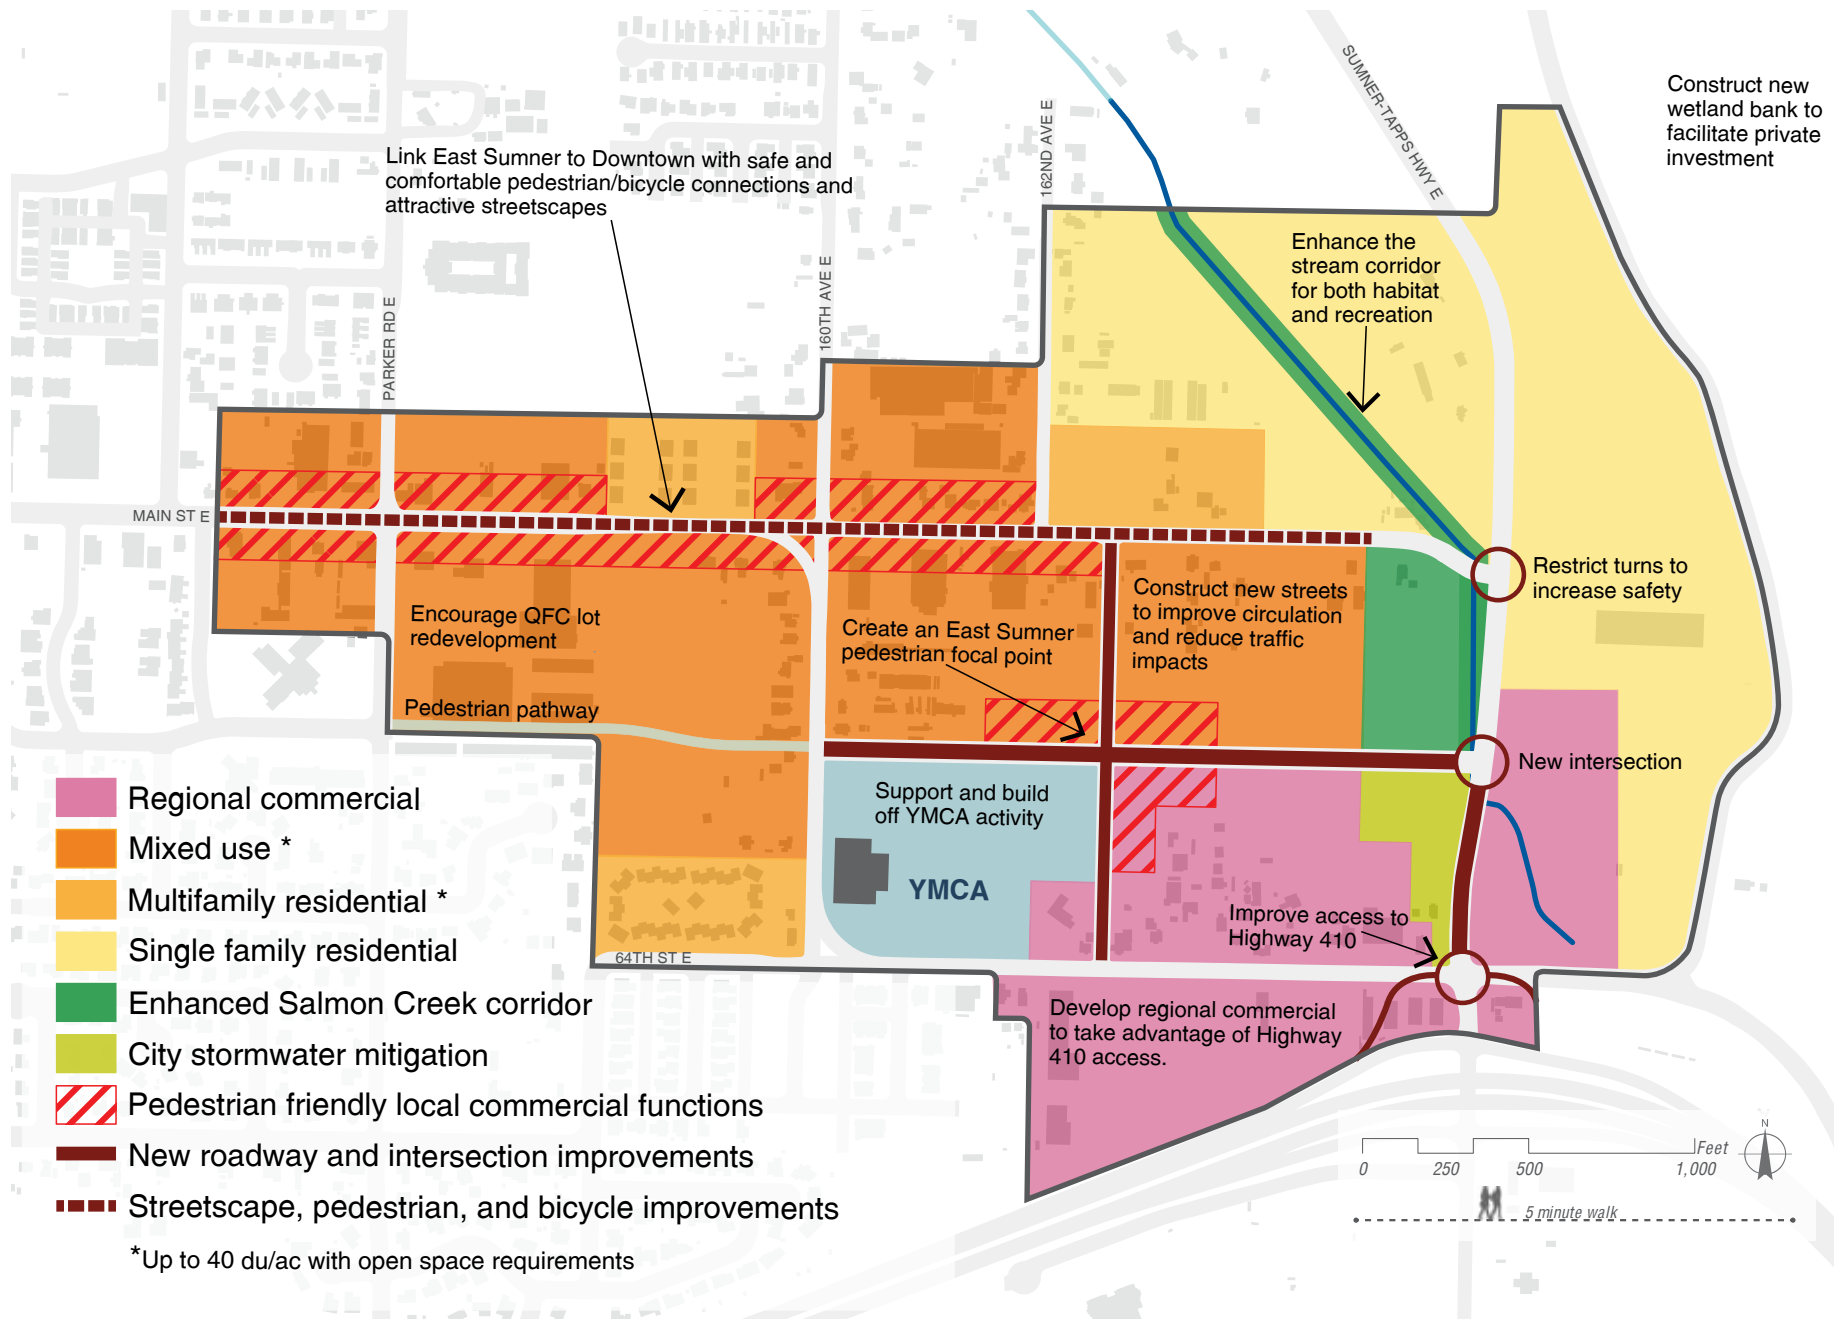 SUMNER-TAPPS HWY E
Construct new
wetland bank to
facilitate private
investment
162ND AVE E
Link East Sumner to Downtown with safe and
comfortable pedestrian/bicycle connections and
attractive streetscapes
Enhance the
stream corridor
for both habitat
and recreation
160TH AVE E
PARKER RD E
MAIN ST E
Restrict turns to
increase safety
Construct new streets
to improve circulation
and reduce traffic
impacts
Encourage QFC lot
redevelopment
Create an East Sumner
pedestrian focal point
Pedestrian pathway
New intersection
Support and build
off YMCA activity
YMCA
Improve access to
Highway 410
64TH ST E
Develop regional commercial
to take advantage of Highway
410 access.
Regional commercial
Mixed use *
Multifamily residential *
Single family residential
Enhanced Salmon Creek corridor
City stormwater mitigation
Pedestrian friendly local commercial functions
New roadway and intersection improvements
Streetscape, pedestrian, and bicycle improvements
*Up to 40 du/ac with open space requirements
N
Feet
0 250 500 1,000
5 minute walk